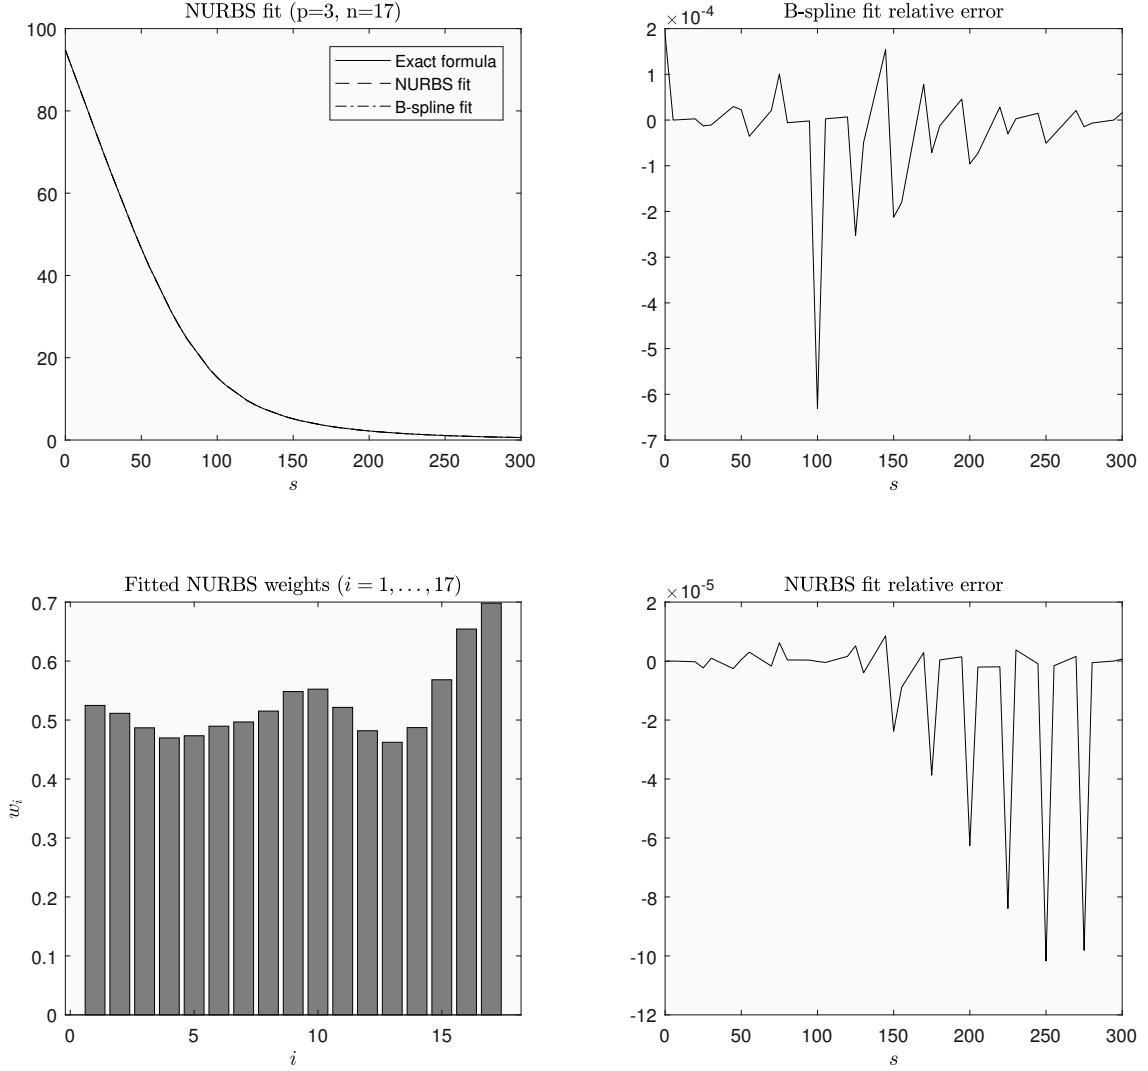 NURBS fit (p=3, n=17)
100
80
60
40
20
0
0 50 100 150 200 250 300
s
Exact formula
NURBS fit
B-spline fit
B-spline fit relative error
×10⁻⁴
2
1
0
-1
-2
-3
-4
-5
-6
-7
0 50 100 150 200 250 300
s
Fitted NURBS weights (i = 1, . . . , 17)
0.7
0.6
0.5
0.4
0.3
0.2
0.1
0
wᵢ
0 5 10 15
i
NURBS fit relative error
×10⁻⁵
2
0
-2
-4
-6
-8
-10
-12
0 50 100 150 200 250 300
s